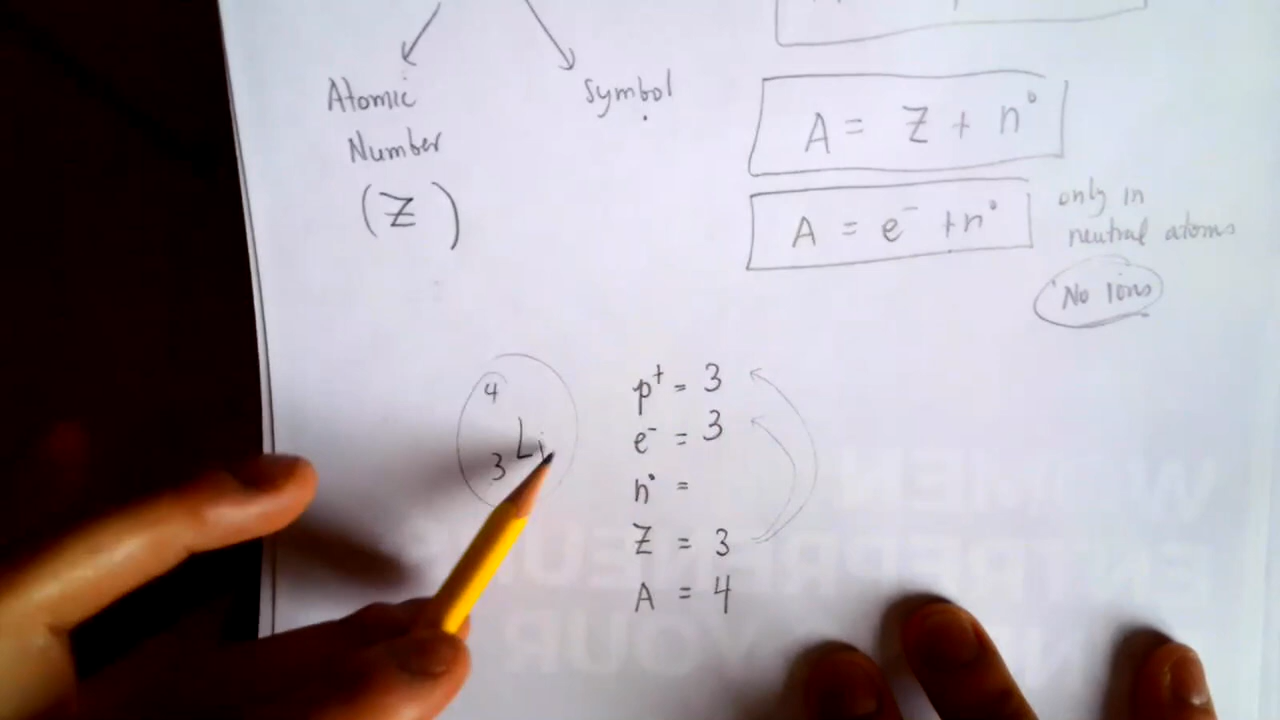 Atomic
Number
(Z)
Symbol
A = Z + n°
A = e⁻ + n°
only in
neutral atoms
No Ions
4
3 Li
p⁺ = 3
e⁻ = 3
n° =
Z = 3
A = 4